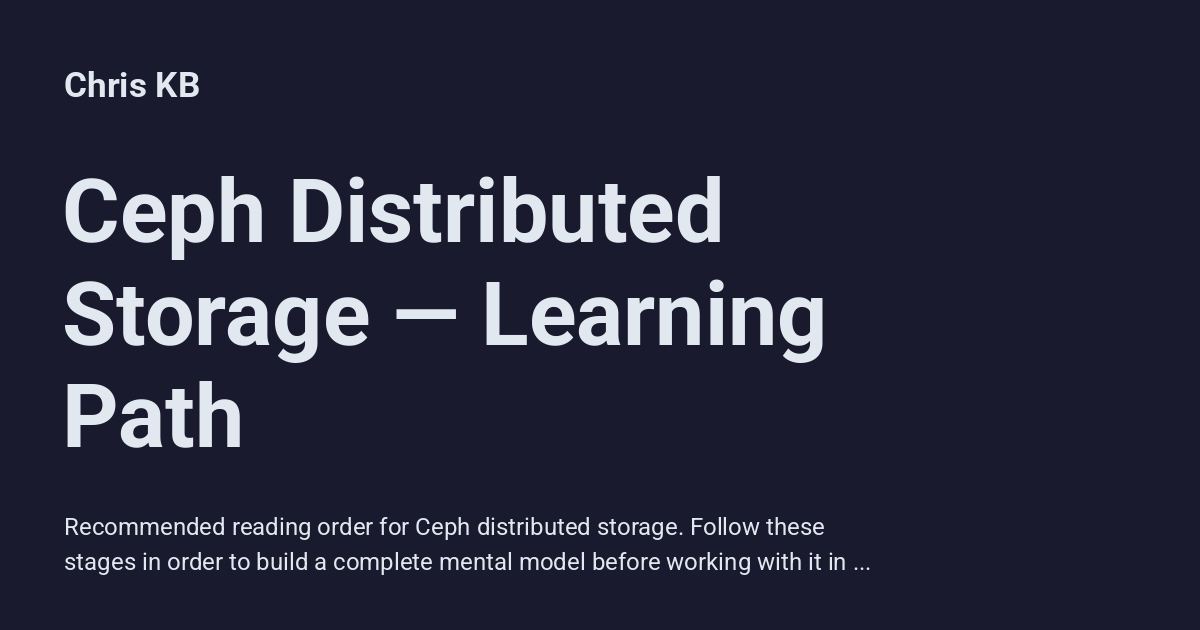 Chris KB
Ceph Distributed
Storage — Learning
Path
Recommended reading order for Ceph distributed storage. Follow these
stages in order to build a complete mental model before working with it in ...